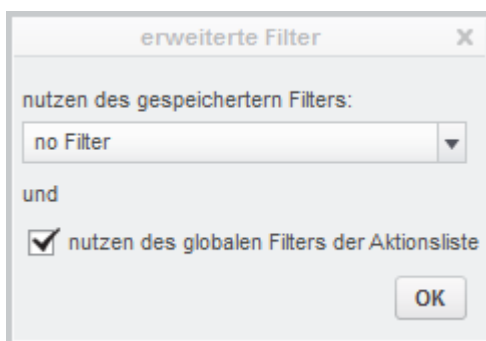 erweiterte Filter
nutzen des gespeichertern Filters:
no Filter
und
nutzen des globalen Filters der Aktionsliste
OK